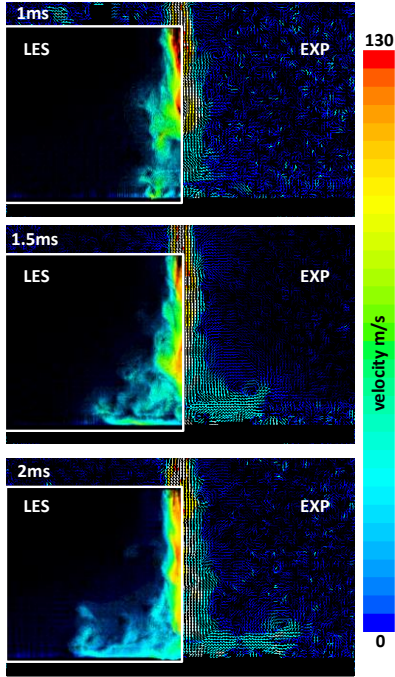 1ms
LES EXP
1.5ms
LES EXP
2ms
LES EXP
130
velocity m/s
0